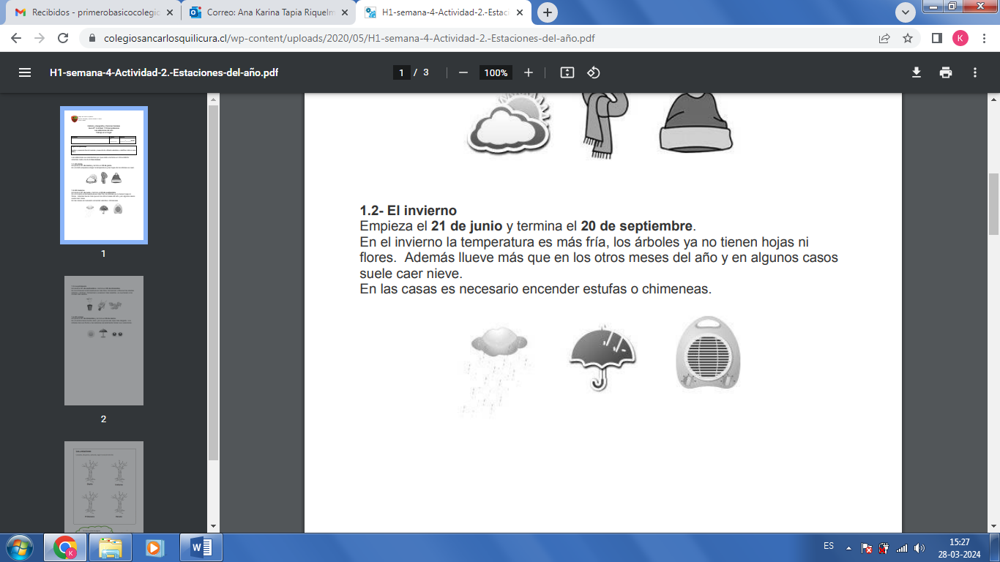 Recibidos - primerobasicocolegio
Correo: Ana Karina Tapia Riquelm
H1-semana-4-Actividad-2.-Estaci
colegiosancarlosquilicura.cl/wp-content/uploads/2020/05/H1-semana-4-Actividad-2.-Estaciones-del-año.pdf
K
H1-semana-4-Actividad-2.-Estaciones-del-año.pdf
1 / 3
100%
1
2
1.2- El invierno
Empieza el 21 de junio y termina el 20 de septiembre.
En el invierno la temperatura es más fría, los árboles ya no tienen hojas ni
flores. Además llueve más que en los otros meses del año y en algunos casos
suele caer nieve.
En las casas es necesario encender estufas o chimeneas.
K
W
ES
15:27
28-03-2024